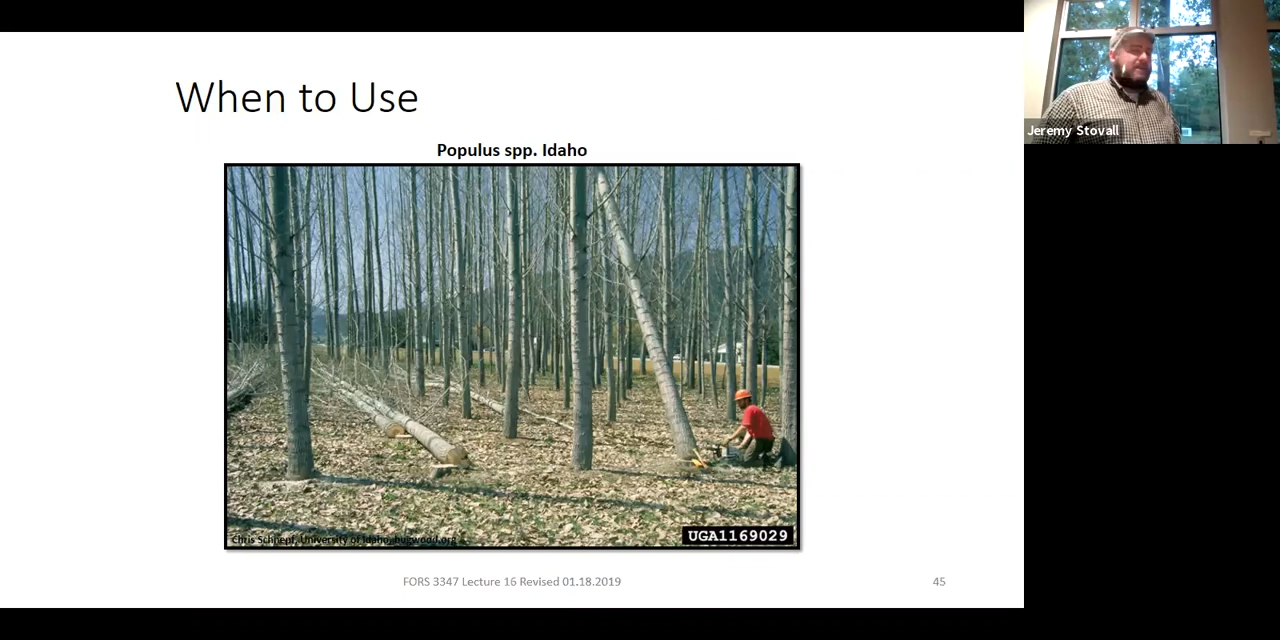 When to Use
Populus spp. Idaho
Chris Schnepf, University of Idaho, bugwood.org
UGA1169029
FORS 3347 Lecture 16 Revised 01.18.2019
45
Jeremy Stovall